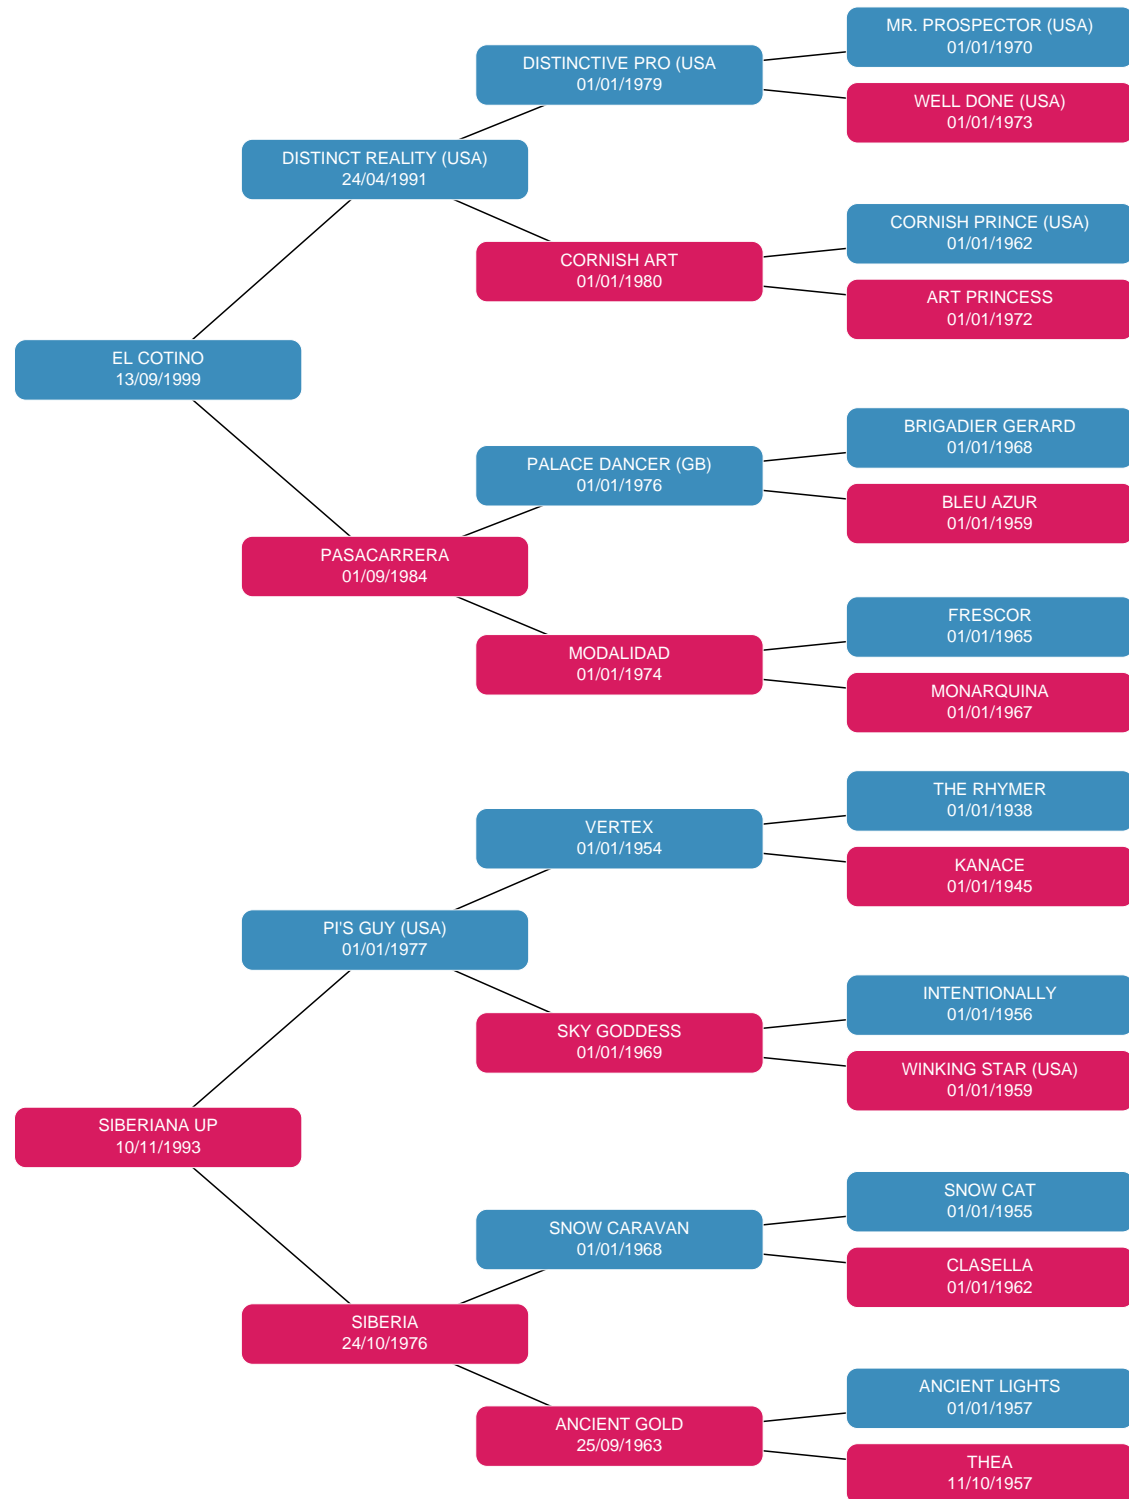 MR. PROSPECTOR (USA)
01/01/1970
DISTINCTIVE PRO (USA
01/01/1979
WELL DONE (USA)
01/01/1973
DISTINCT REALITY (USA)
24/04/1991
CORNISH PRINCE (USA)
01/01/1962
CORNISH ART
01/01/1980
ART PRINCESS
01/01/1972
EL COTINO
13/09/1999
BRIGADIER GERARD
01/01/1968
PALACE DANCER (GB)
01/01/1976
BLEU AZUR
01/01/1959
PASACARRERA
01/09/1984
FRESCOR
01/01/1965
MODALIDAD
01/01/1974
MONARQUINA
01/01/1967
THE RHYMER
01/01/1938
VERTEX
01/01/1954
KANACE
01/01/1945
PI'S GUY (USA)
01/01/1977
INTENTIONALLY
01/01/1956
SKY GODDESS
01/01/1969
WINKING STAR (USA)
01/01/1959
SIBERIANA UP
10/11/1993
SNOW CAT
01/01/1955
SNOW CARAVAN
01/01/1968
CLASELLA
01/01/1962
SIBERIA
24/10/1976
ANCIENT LIGHTS
01/01/1957
ANCIENT GOLD
25/09/1963
THEA
11/10/1957